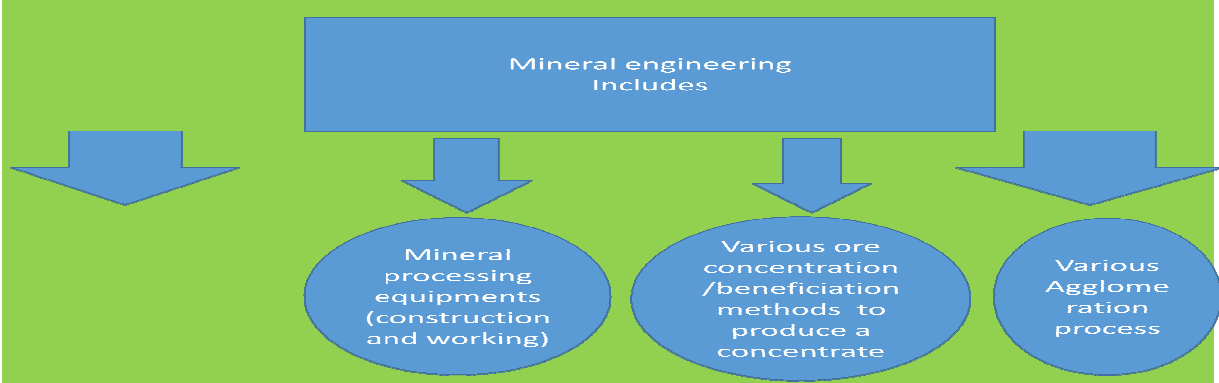 Mineral engineering
Includes
Mineral
processing
equipments
(construction
and working)
Various ore
concentration
/beneficiation
methods to
produce a
concentrate
Various
Agglome
ration
process